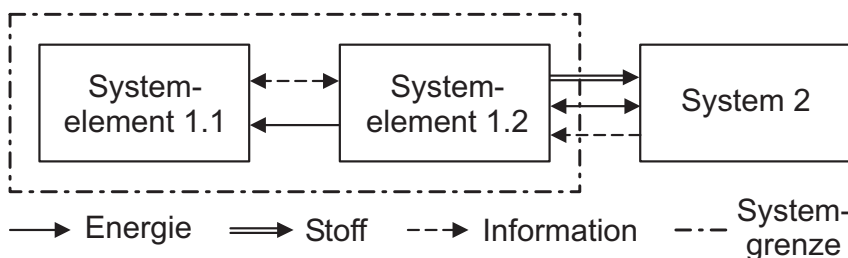 System-
element 1.1
System-
element 1.2
System 2
Energie
Stoff
Information
System-
grenze